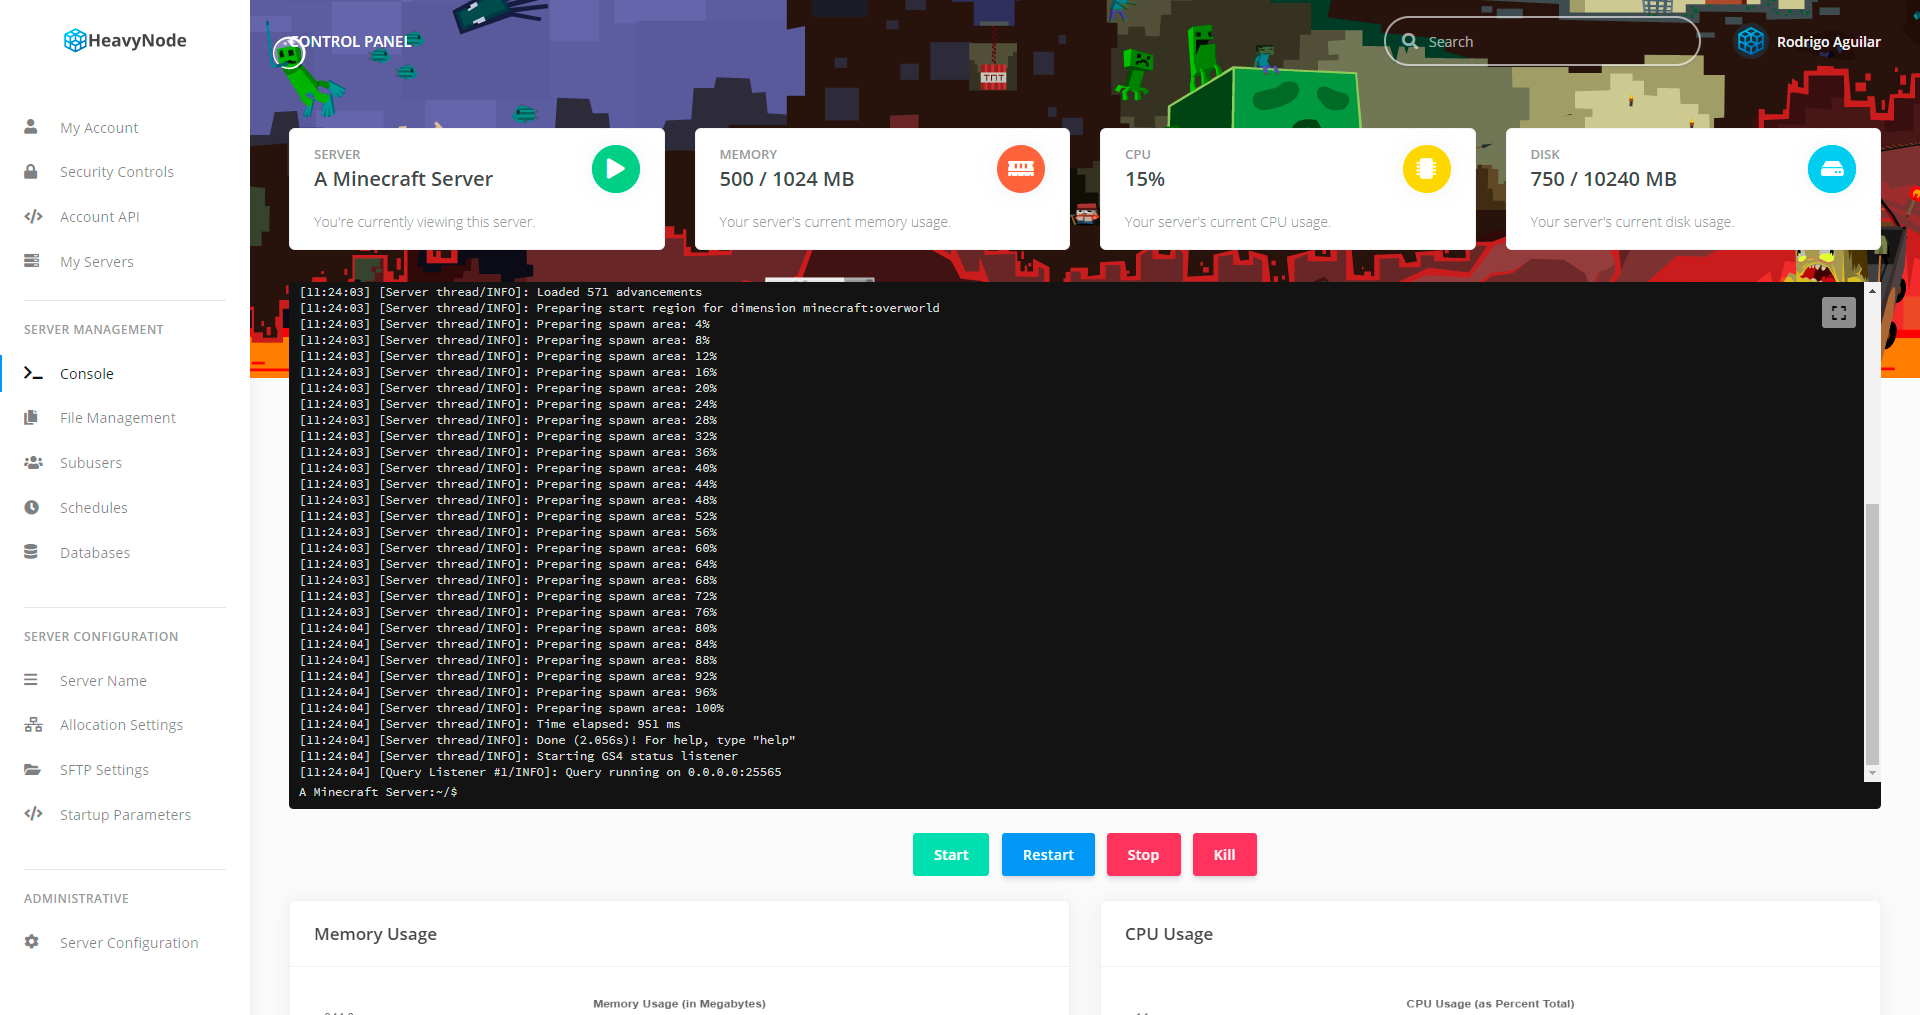 HeavyNode
My Account
Security Controls
Account API
My Servers
SERVER MANAGEMENT
Console
File Management
Subusers
Schedules
Databases
SERVER CONFIGURATION
Server Name
Allocation Settings
SFTP Settings
Startup Parameters
ADMINISTRATIVE
Server Configuration
CONTROL PANEL
TNT
Search
Rodrigo Aguilar
SERVER
A Minecraft Server
You're currently viewing this server.
MEMORY
500 / 1024 MB
Your server's current memory usage.
CPU
15%
Your server's current CPU usage.
DISK
750 / 10240 MB
Your server's current disk usage.
[11:24:03] [Server thread/INFO]: Loaded 571 advancements
[11:24:03] [Server thread/INFO]: Preparing start region for dimension minecraft:overworld
[11:24:03] [Server thread/INFO]: Preparing spawn area: 4%
[11:24:03] [Server thread/INFO]: Preparing spawn area: 8%
[11:24:03] [Server thread/INFO]: Preparing spawn area: 12%
[11:24:03] [Server thread/INFO]: Preparing spawn area: 16%
[11:24:03] [Server thread/INFO]: Preparing spawn area: 20%
[11:24:03] [Server thread/INFO]: Preparing spawn area: 24%
[11:24:03] [Server thread/INFO]: Preparing spawn area: 28%
[11:24:03] [Server thread/INFO]: Preparing spawn area: 32%
[11:24:03] [Server thread/INFO]: Preparing spawn area: 36%
[11:24:03] [Server thread/INFO]: Preparing spawn area: 40%
[11:24:03] [Server thread/INFO]: Preparing spawn area: 44%
[11:24:03] [Server thread/INFO]: Preparing spawn area: 48%
[11:24:03] [Server thread/INFO]: Preparing spawn area: 52%
[11:24:03] [Server thread/INFO]: Preparing spawn area: 56%
[11:24:03] [Server thread/INFO]: Preparing spawn area: 60%
[11:24:03] [Server thread/INFO]: Preparing spawn area: 64%
[11:24:03] [Server thread/INFO]: Preparing spawn area: 68%
[11:24:03] [Server thread/INFO]: Preparing spawn area: 72%
[11:24:03] [Server thread/INFO]: Preparing spawn area: 76%
[11:24:04] [Server thread/INFO]: Preparing spawn area: 80%
[11:24:04] [Server thread/INFO]: Preparing spawn area: 84%
[11:24:04] [Server thread/INFO]: Preparing spawn area: 88%
[11:24:04] [Server thread/INFO]: Preparing spawn area: 92%
[11:24:04] [Server thread/INFO]: Preparing spawn area: 96%
[11:24:04] [Server thread/INFO]: Preparing spawn area: 100%
[11:24:04] [Server thread/INFO]: Time elapsed: 951 ms
[11:24:04] [Server thread/INFO]: Done (2.056s)! For help, type "help"
[11:24:04] [Server thread/INFO]: Starting GS4 status listener
[11:24:04] [Query Listener #1/INFO]: Query running on 0.0.0.0:25565
A Minecraft Server:~/$
Start
Restart
Stop
Kill
Memory Usage
Memory Usage (in Megabytes)
CPU Usage
CPU Usage (as Percent Total)